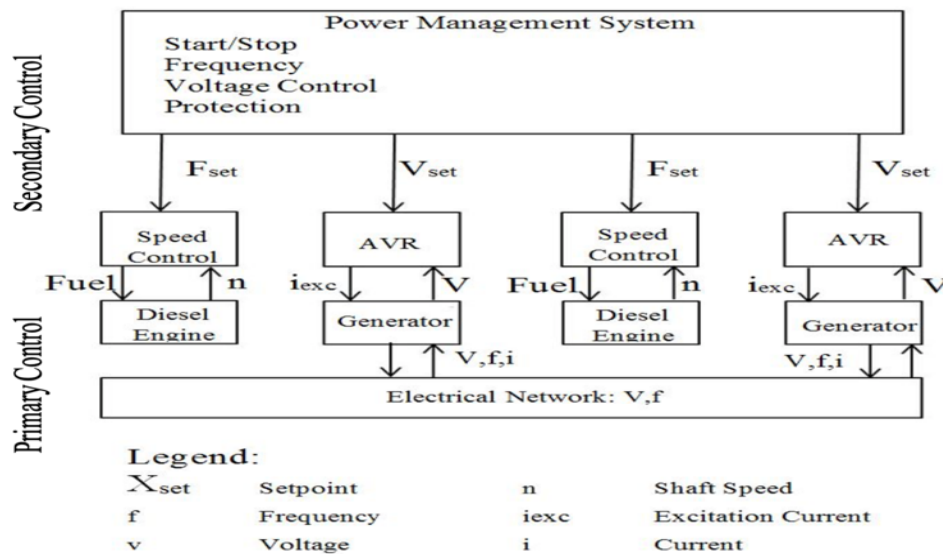 Power Management System
Start/Stop
Frequency
Voltage Control
Protection
Secondary Control
Fset
Vset
Fset
Vset
Speed
Control
AVR
Speed
Control
AVR
Fuel
n
iexc
V
Fuel
n
iexc
V
Diesel
Engine
Generator
Diesel
Engine
Generator
V,f,i
V,f,i
Primary Control
Electrical Network: V,f
Legend:
Xset Setpoint n Shaft Speed
f Frequency iexc Excitation Current
v Voltage i Current